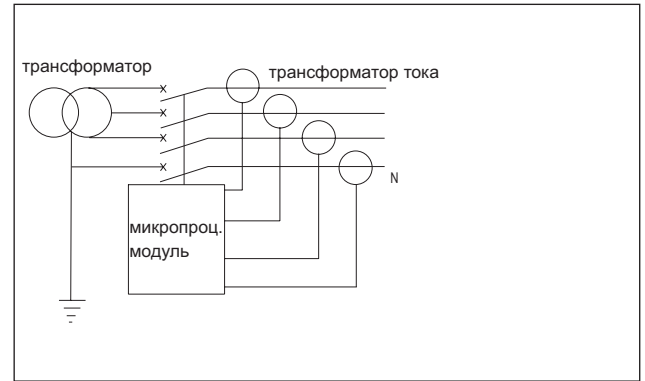 трансформатор
трансформатор тока
N
микропроц.
модуль